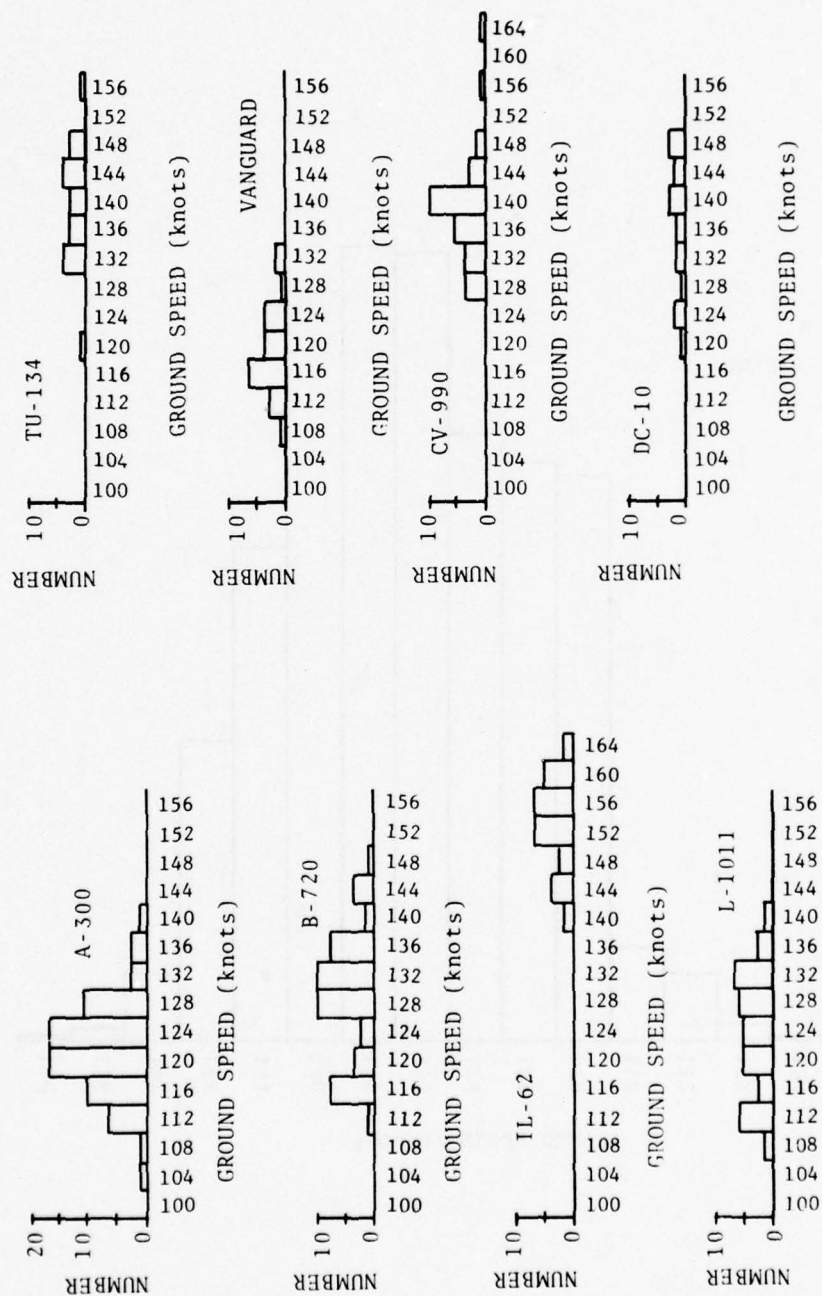 TU-134
10
0
NUMBER
100 104 108 112 116 120 124 128 132 136 140 144 148 152 156
GROUND SPEED (knots)
VANGUARD
10
0
NUMBER
100 104 108 112 116 120 124 128 132 136 140 144 148 152 156
GROUND SPEED (knots)
CV-990
10
0
NUMBER
100 104 108 112 116 120 124 128 132 136 140 144 148 152 156 160 164
GROUND SPEED (knots)
DC-10
10
0
NUMBER
100 104 108 112 116 120 124 128 132 136 140 144 148 152 156
GROUND SPEED (knots)
A-300
20
10
0
NUMBER
100 104 108 112 116 120 124 128 132 136 140 144 148 152 156
GROUND SPEED (knots)
B-720
10
0
NUMBER
100 104 108 112 116 120 124 128 132 136 140 144 148 152 156
GROUND SPEED (knots)
IL-62
10
0
NUMBER
100 104 108 112 116 120 124 128 132 136 140 144 148 152 156 160 164
GROUND SPEED (knots)
L-1011
10
0
NUMBER
100 104 108 112 116 120 124 128 132 136 140 144 148 152 156